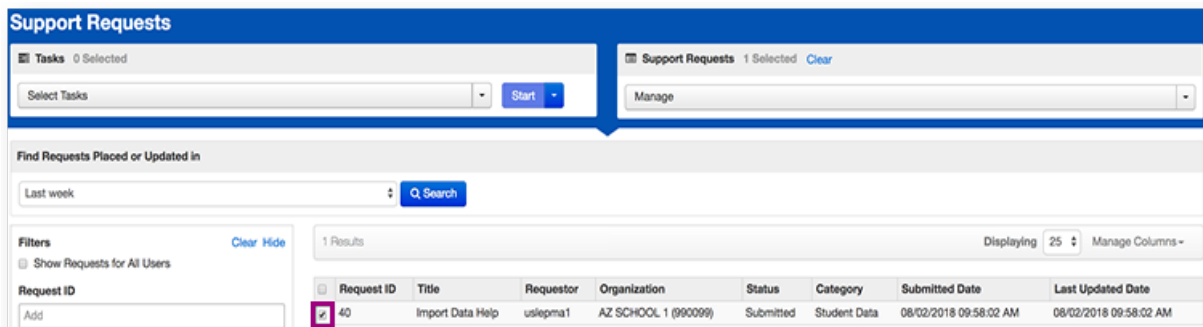 Support Requests
Tasks 0 Selected
Support Requests 1 Selected Clear
Select Tasks
Start
Manage
Find Requests Placed or Updated in
Last week
Search
Filters Clear Hide
1 Results
Displaying 25 Manage Columns
Show Requests for All Users
Request ID
Add
Request ID Title Requestor Organization Status Category Submitted Date Last Updated Date
40 Import Data Help uslepma1 AZ SCHOOL 1 (990099) Submitted Student Data 08/02/2018 09:58:02 AM 08/02/2018 09:58:02 AM